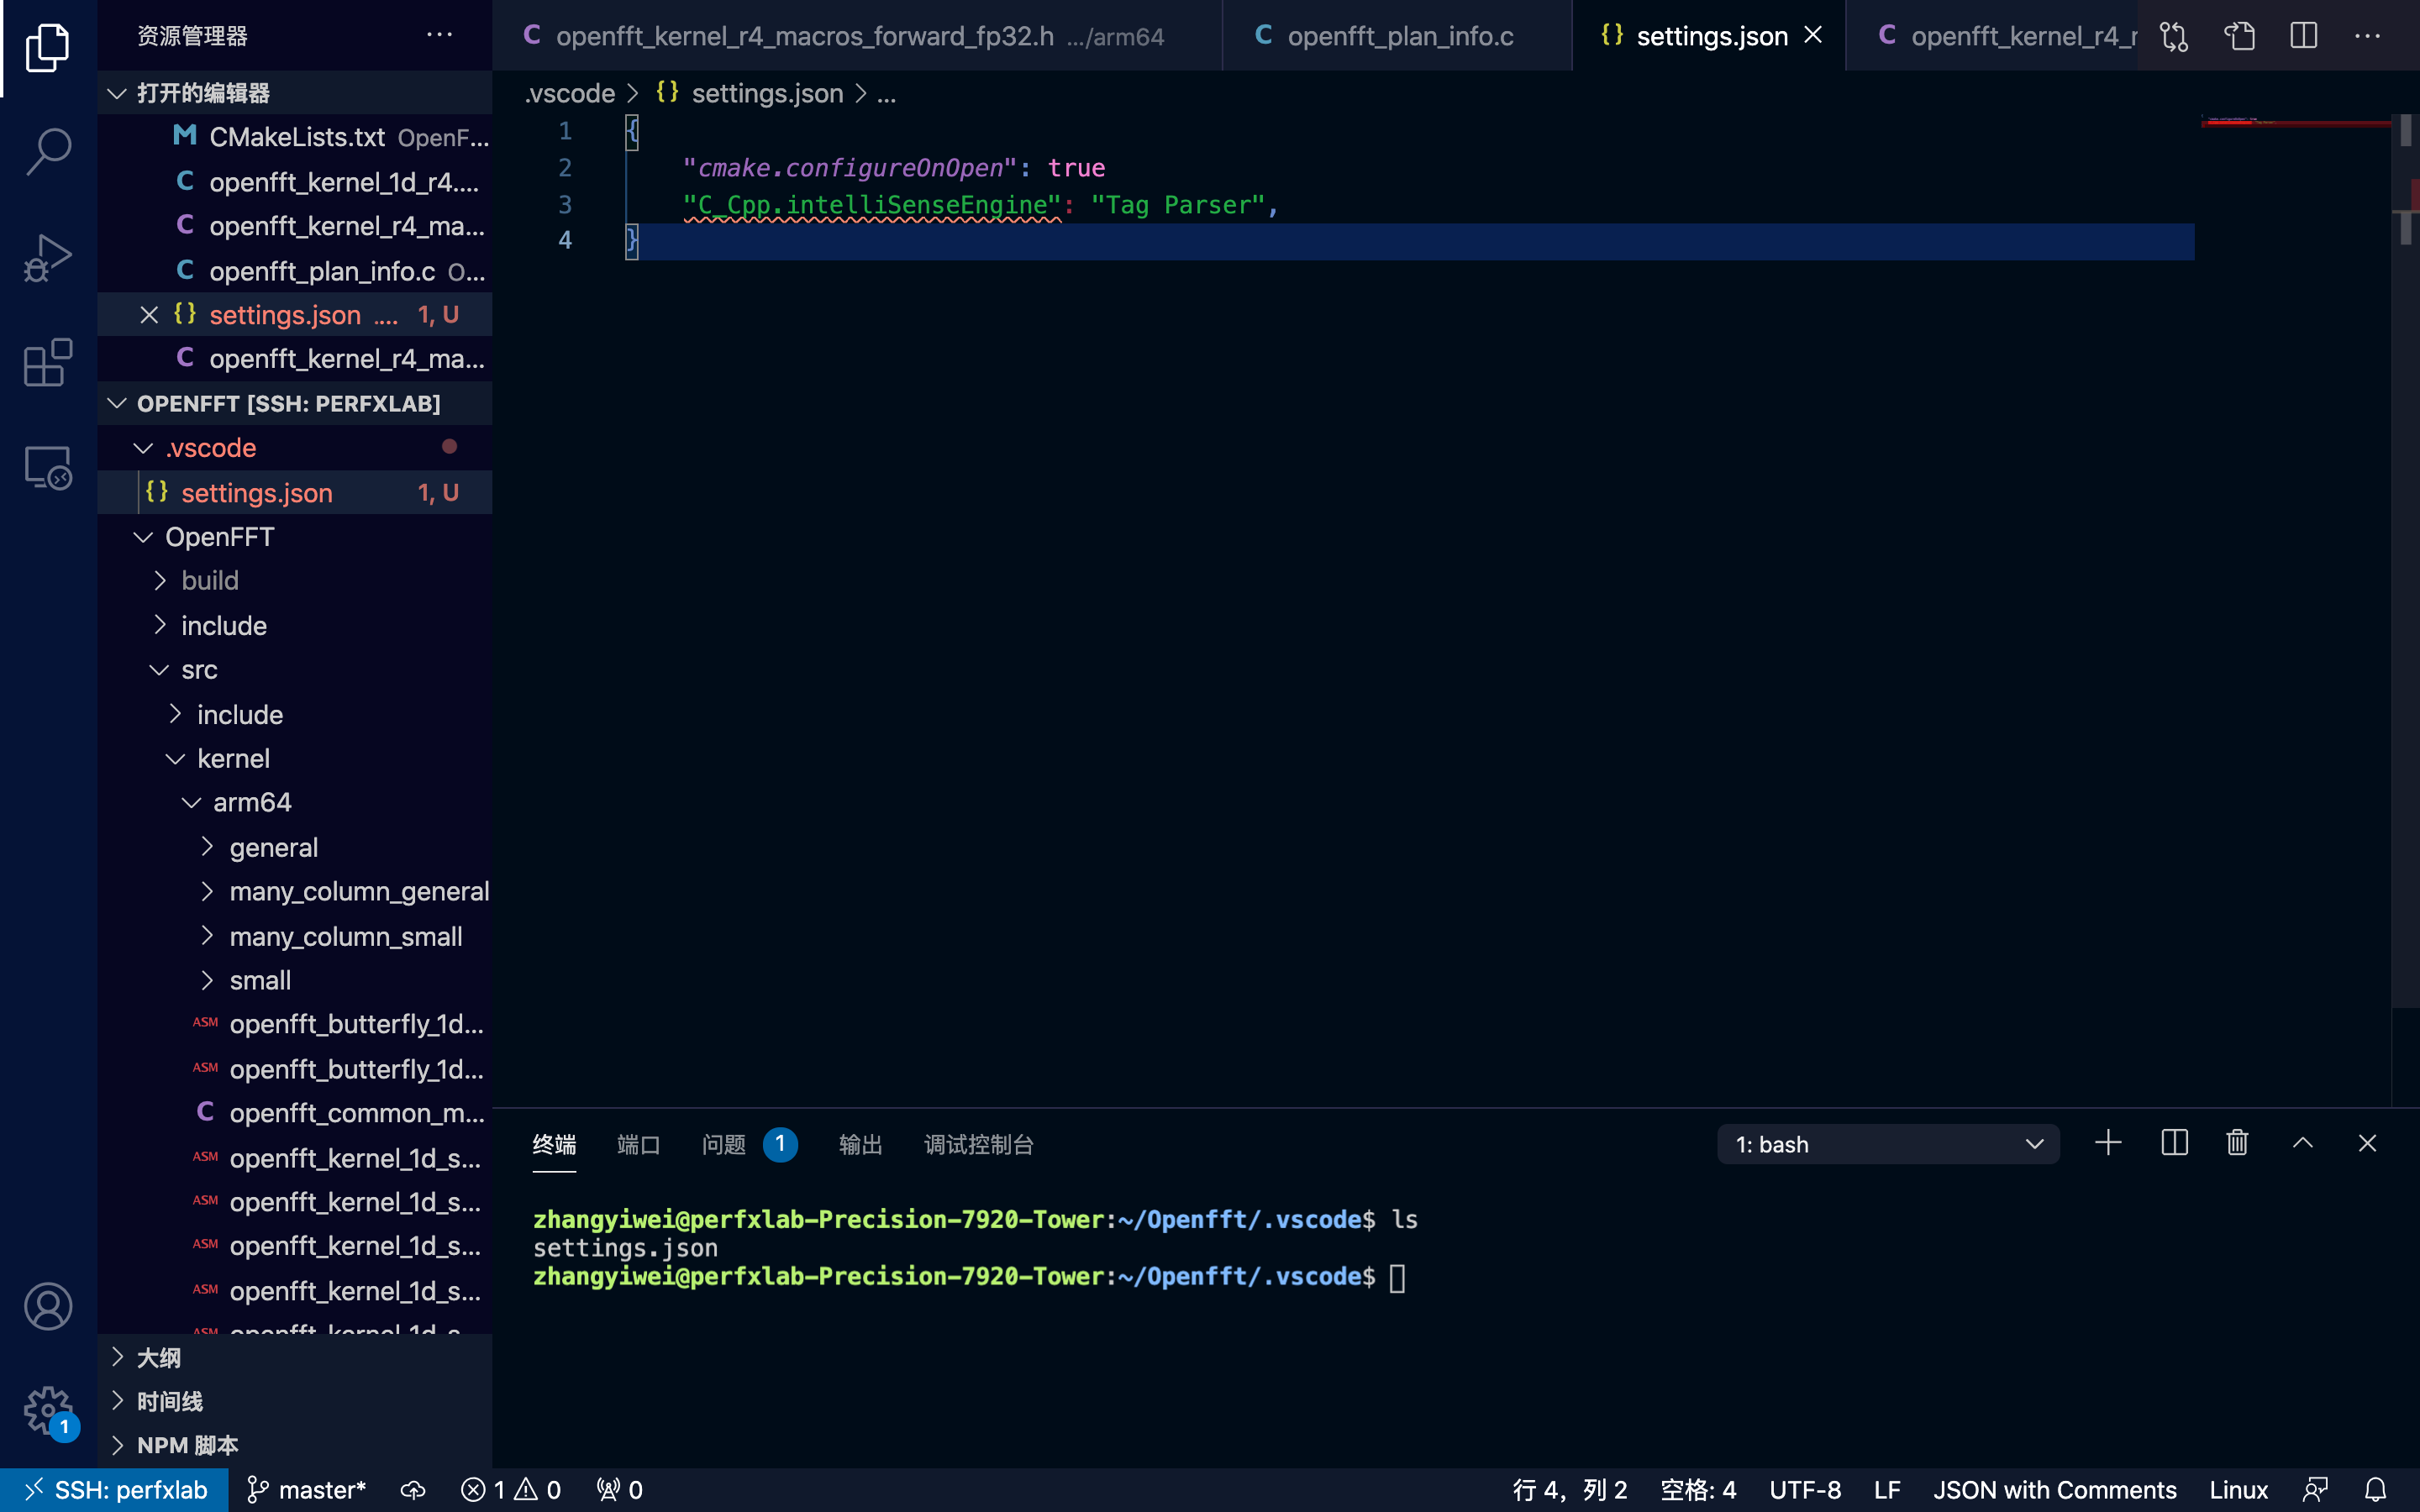 资源管理器
打开的编辑器
CMakeLists.txt OpenF...
openfft_kernel_1d_r4....
openfft_kernel_r4_ma...
openfft_plan_info.c O...
settings.json .... 1, U
openfft_kernel_r4_ma...
OPENFFT [SSH: PERFXLAB]
.vscode
settings.json 1, U
OpenFFT
build
include
src
include
kernel
arm64
general
many_column_general
many_column_small
small
ASM openfft_butterfly_1d...
ASM openfft_butterfly_1d...
C openfft_common_m...
ASM openfft_kernel_1d_s...
ASM openfft_kernel_1d_s...
ASM openfft_kernel_1d_s...
ASM openfft_kernel_1d_s...
大纲
时间线
NPM 脚本
C openfft_kernel_r4_macros_forward_fp32.h .../arm64
C openfft_plan_info.c
{} settings.json
C openfft_kernel_r4_r
.vscode > {} settings.json > ...
1 {
2 "cmake.configureOnOpen": true
3 "C_Cpp.intelliSenseEngine": "Tag Parser",
4 }
终端 端口 问题 1 输出 调试控制台
1: bash
zhangyiwei@perfxlab-Precision-7920-Tower:~/Openfft/.vscode$ ls
settings.json
zhangyiwei@perfxlab-Precision-7920-Tower:~/Openfft/.vscode$
1
SSH: perfxlab master* 1 0 0
行 4，列 2 空格: 4 UTF-8 LF JSON with Comments Linux